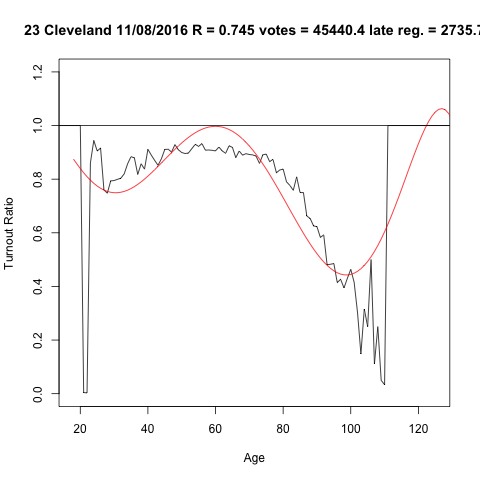 23 Cleveland 11/08/2016 R = 0.745 votes = 45440.4 late reg. = 2735.7
1.2
1.0
0.8
0.6
0.4
0.2
0.0
Turnout Ratio
20 40 60 80 100 120
Age